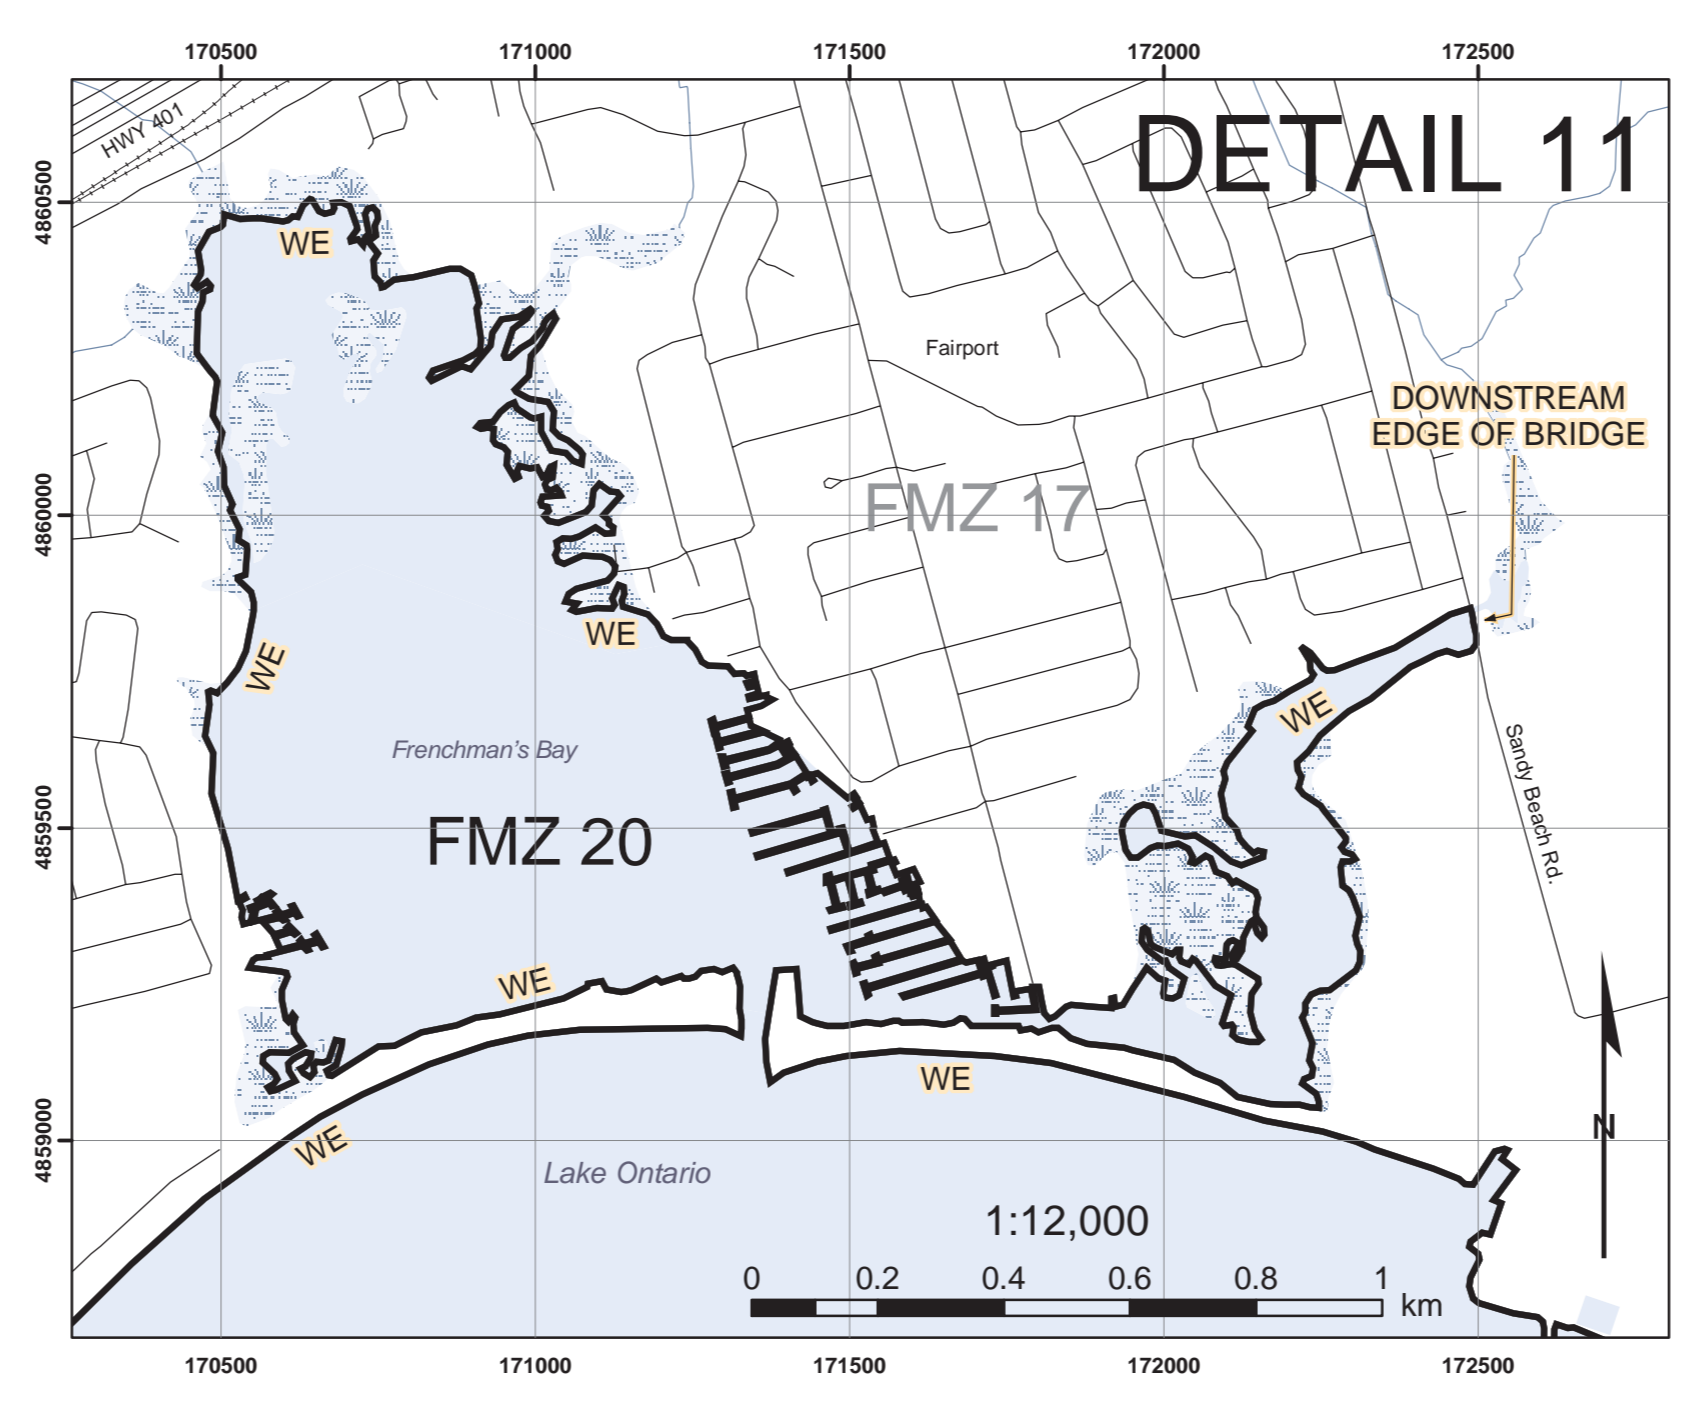 170500 171000 171500 172000 172500
DETAIL 11
HWY 401
4860500
WE
Fairport
DOWNSTREAM
EDGE OF BRIDGE
FMZ 17
4860000
WE
WE
WE
Sandy Beach Rd.
Frenchman's Bay
4859500
FMZ 20
WE
WE
N
4859000
WE
Lake Ontario
1:12,000
0 0.2 0.4 0.6 0.8 1
km
170500 171000 171500 172000 172500